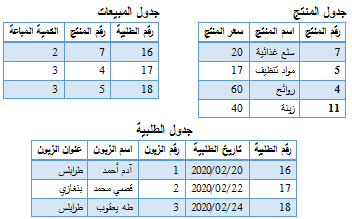 جدول المنتج
رقم المنتج اسم المنتج سعر المنتج
7 سلع غذائية 20
5 مواد تنظيف 17
4 روائح 60
11 زينة 40
جدول المبيعات
رقم الطلبية رقم المنتج الكمية المباعة
16 7 2
17 4 3
18 5 3
جدول الطلبية
رقم الطلبية تاريخ الطلبية رقم الزبون اسم الزبون عنوان الزبون
16 2020/02/20 1 آدم أحمد طرابلس
17 2020/02/22 2 قصي محمد بنغازي
18 2020/02/24 3 طه يعقوب طرابلس